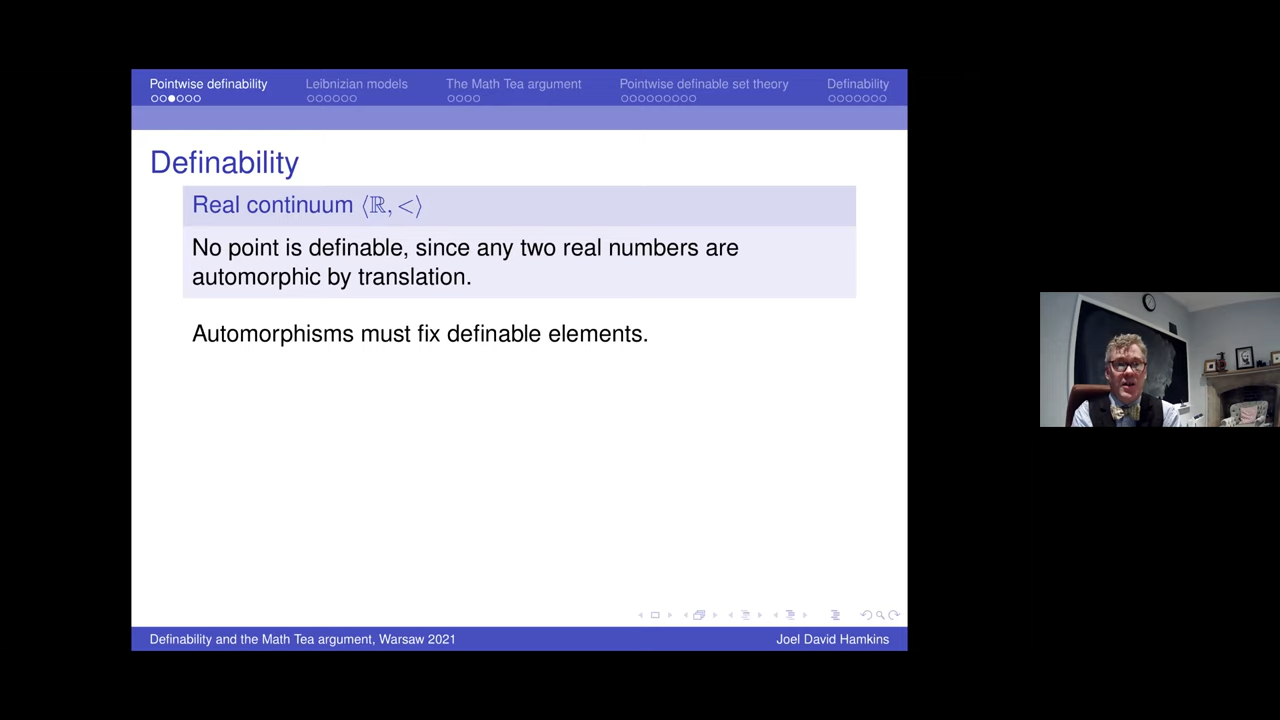 Pointwise definability Leibnizian models The Math Tea argument Pointwise definable set theory Definability
Definability
Real continuum ⟨ℝ, <⟩
No point is definable, since any two real numbers are
automorphic by translation.
Automorphisms must fix definable elements.
Definability and the Math Tea argument, Warsaw 2021 Joel David Hamkins